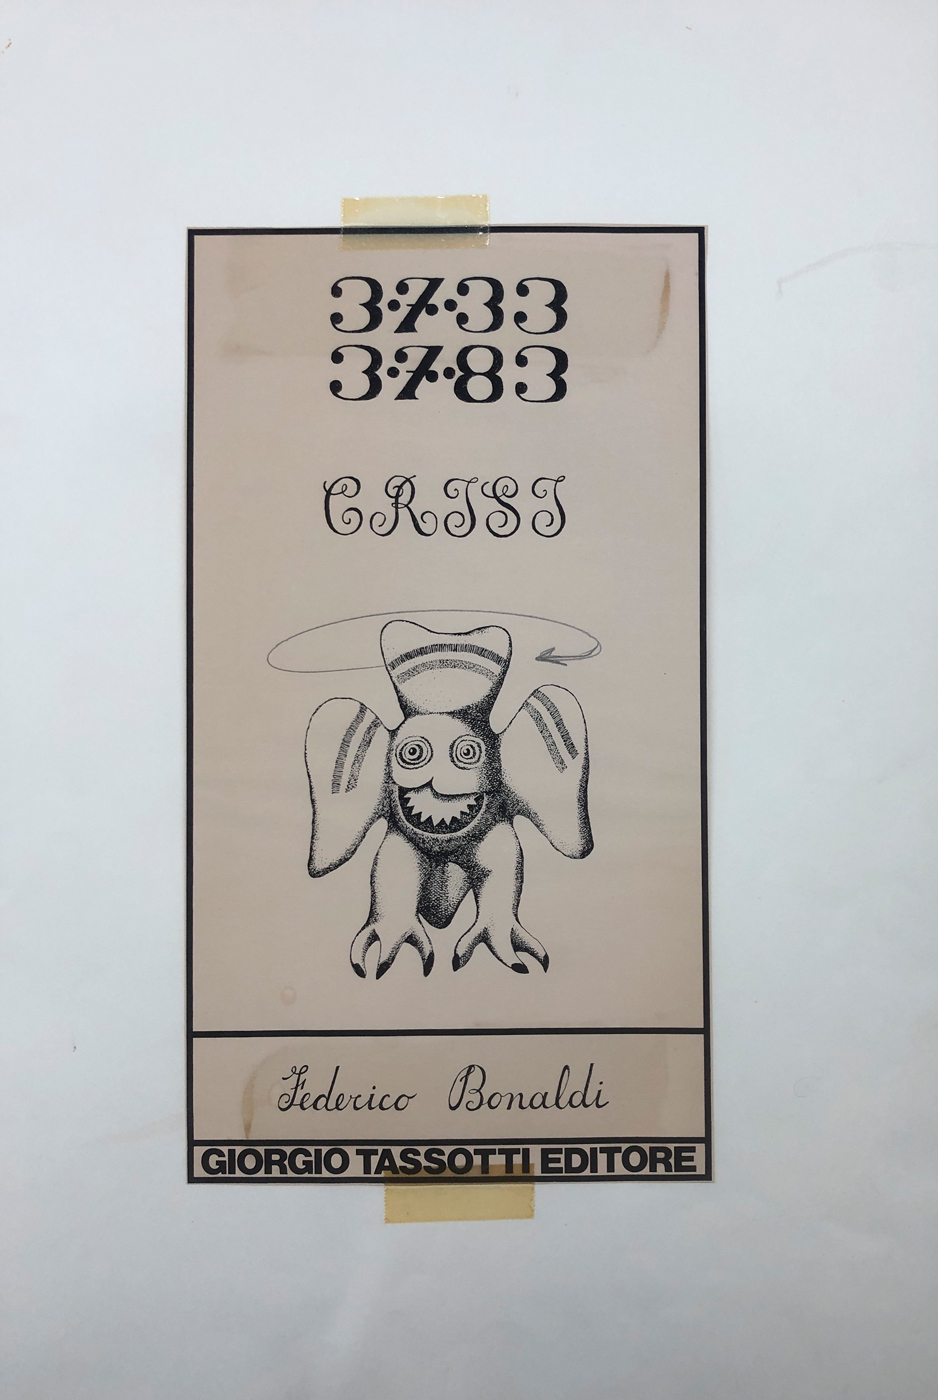 3·7·33
3·7·83
CRISI
Federico Bonaldi
GIORGIO TASSOTTI EDITORE